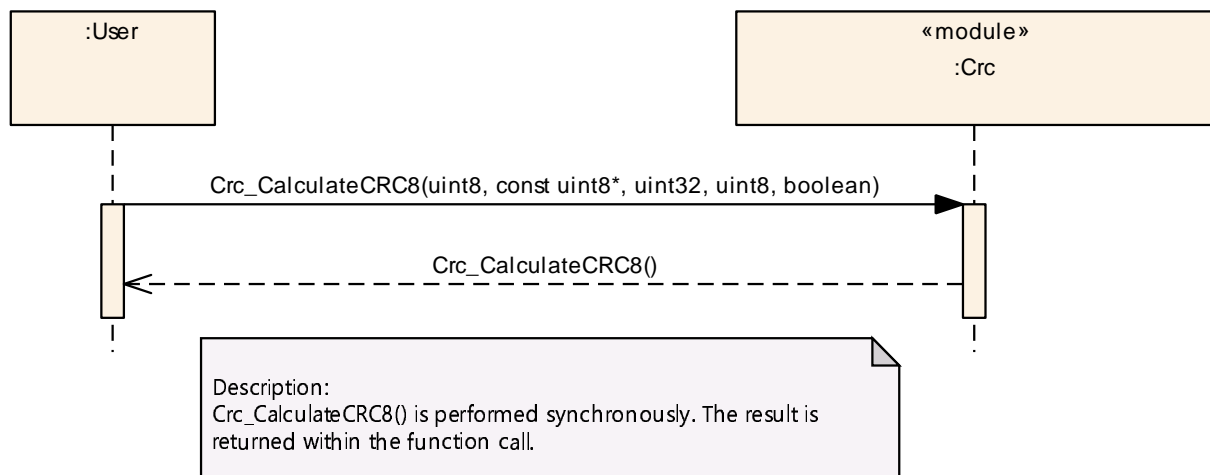 :User
«module»
:Crc
Crc_CalculateCRC8(uint8, const uint8*, uint32, uint8, boolean)
Crc_CalculateCRC8()
Description:
Crc_CalculateCRC8() is performed synchronously. The result is
returned within the function call.